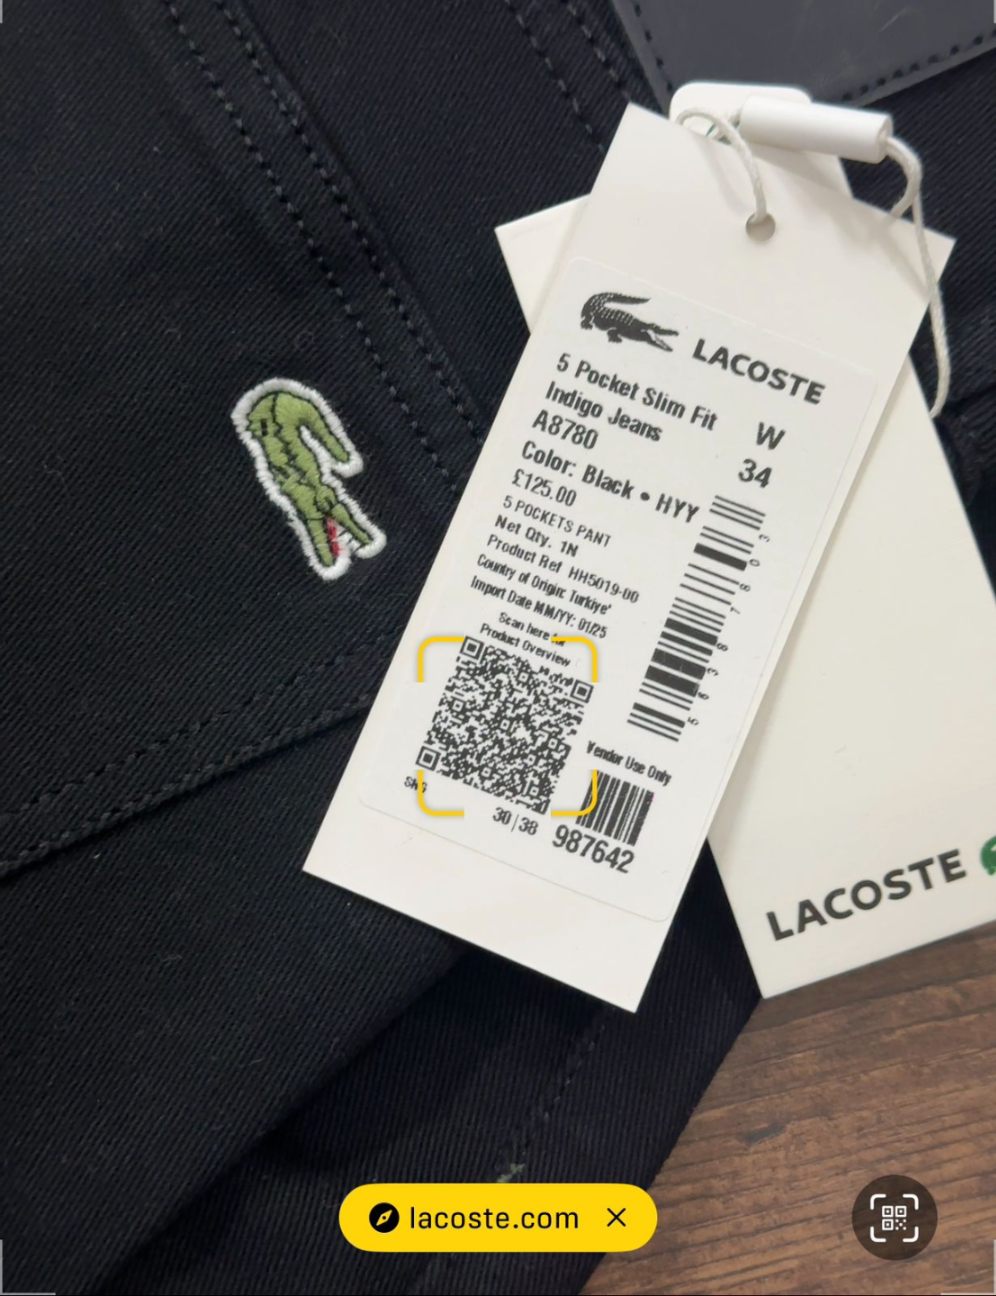 LACOSTE
5 Pocket Slim Fit
Indigo Jeans
A8780
W
34
Color: Black • HYY
£125.00
5 POCKETS PANT
Net Qty. 1N
Product Ref HH5019-00
Country of Origin: Turkiye'
Import Date MM/YY: 01/25
Scan here for
Product Overview
Vendor Use Only
30|38
987642
LACOSTE
lacoste.com